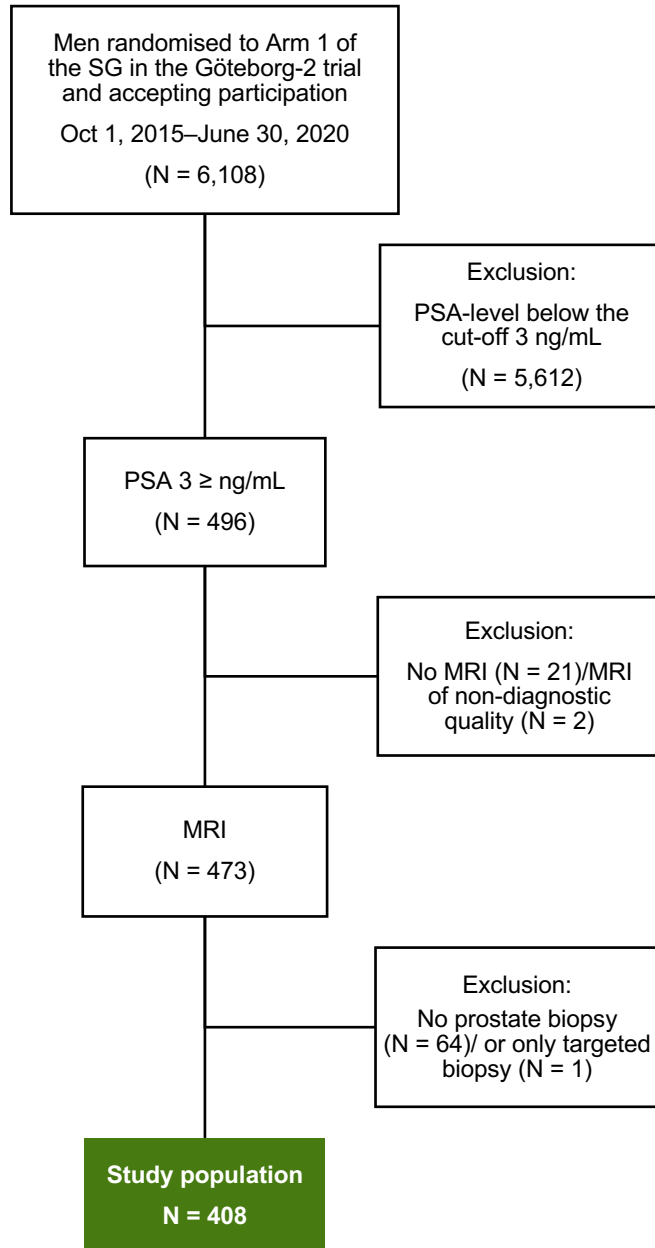 Men randomised to Arm 1 of
the SG in the Göteborg-2 trial
and accepting participation
Oct 1, 2015–June 30, 2020
(N = 6,108)
Exclusion:
PSA-level below the
cut-off 3 ng/mL
(N = 5,612)
PSA 3 ≥ ng/mL
(N = 496)
Exclusion:
No MRI (N = 21)/MRI
of non-diagnostic
quality (N = 2)
MRI
(N = 473)
Exclusion:
No prostate biopsy
(N = 64)/ or only targeted
biopsy (N = 1)
Study population
N = 408